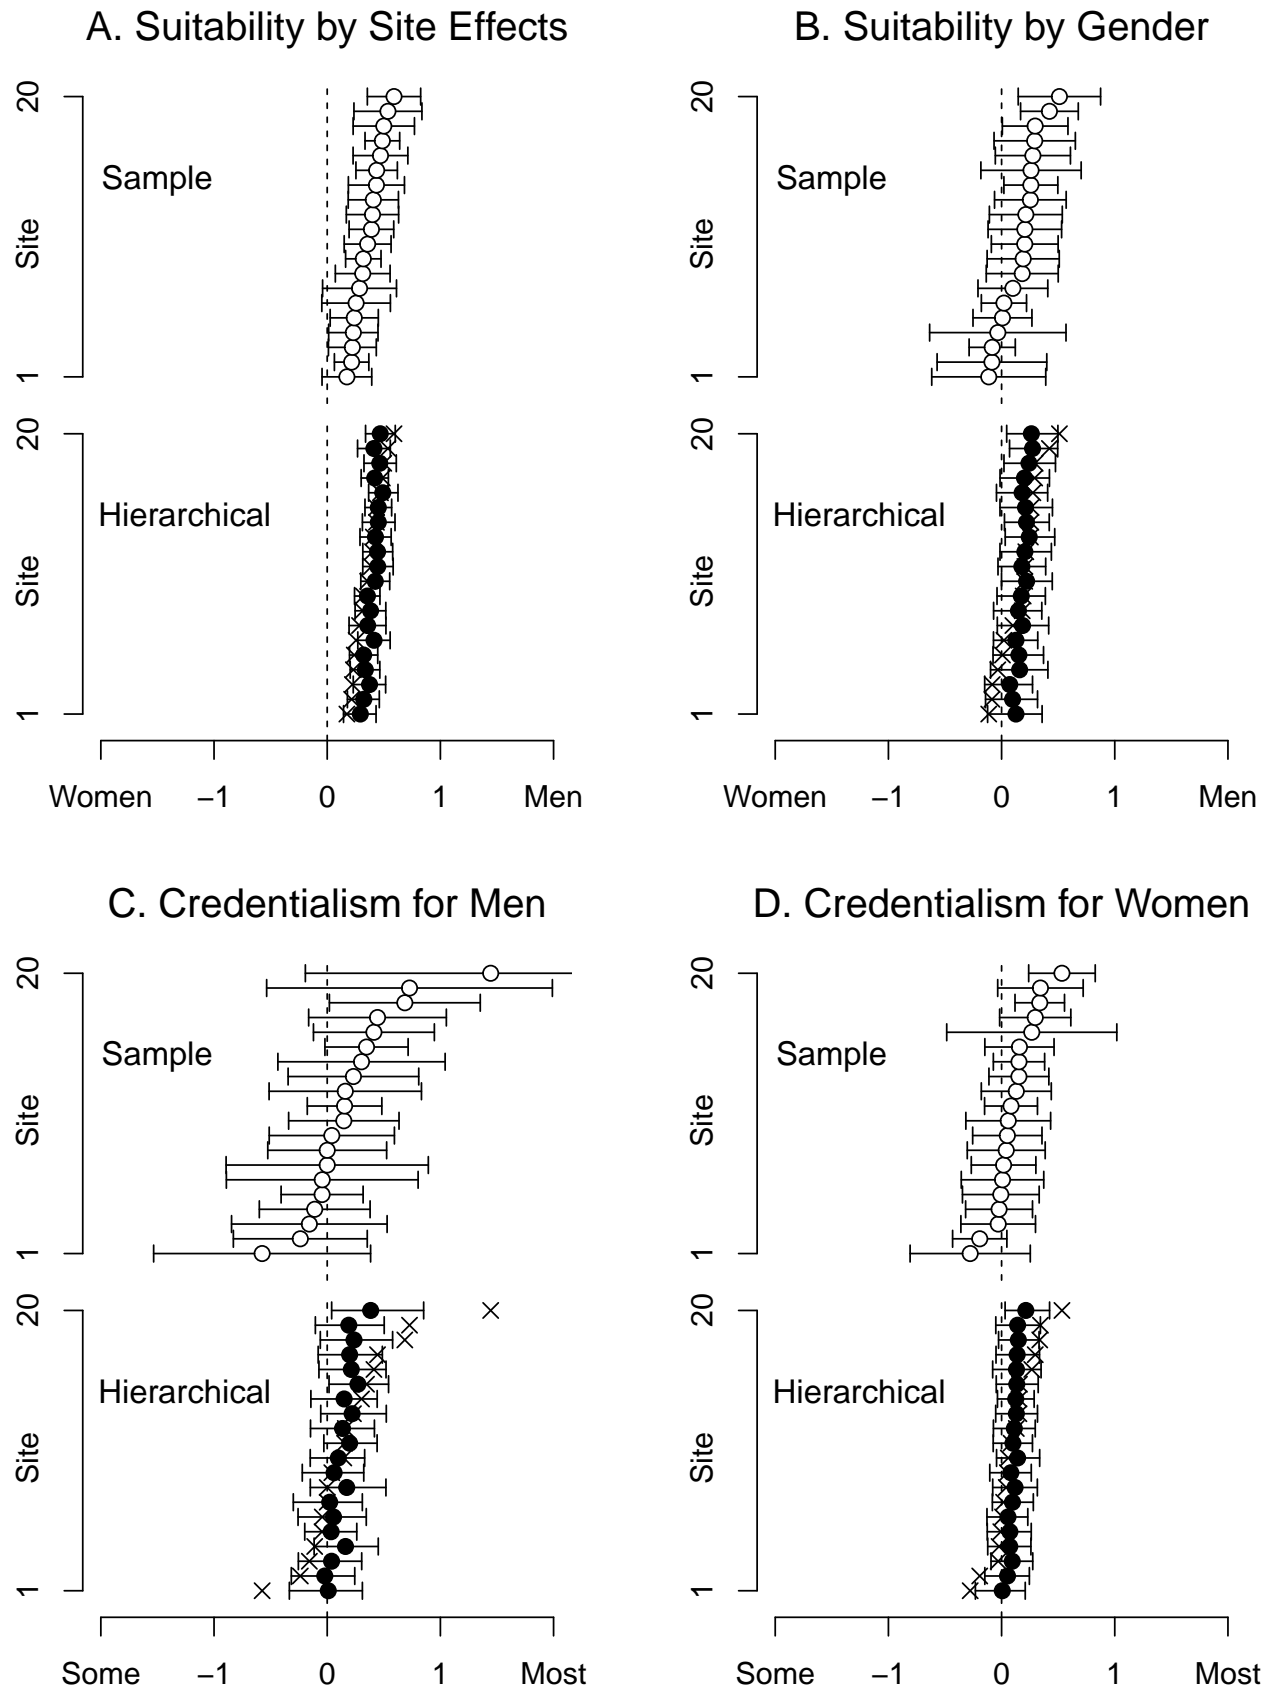 A. Suitability by Site Effects
20
Sample
Site
1
20
Hierarchical
Site
1
Women −1 0 1 Men
B. Suitability by Gender
20
Sample
Site
1
20
Hierarchical
Site
1
Women −1 0 1 Men
C. Credentialism for Men
20
Sample
Site
1
20
Hierarchical
Site
1
Some −1 0 1 Most
D. Credentialism for Women
20
Sample
Site
1
20
Hierarchical
Site
1
Some −1 0 1 Most